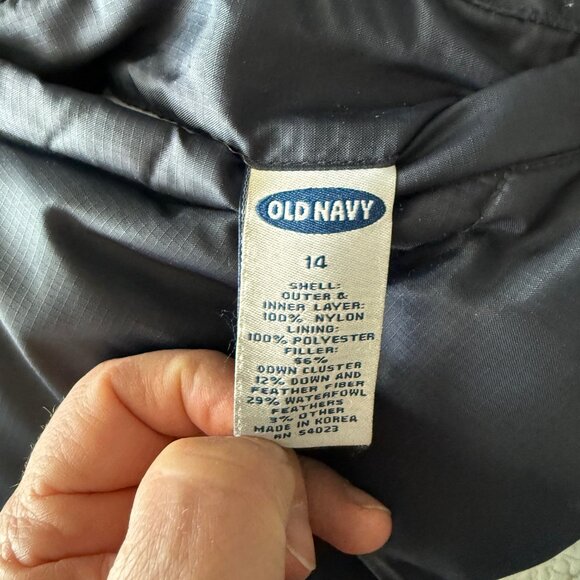 OLD NAVY
14
SHELL:
OUTER &
INNER LAYER:
100% NYLON
LINING:
100% POLYESTER
FILLER:
56%
DOWN CLUSTER
12% DOWN AND
FEATHER FIBER
29% WATERFOWL
FEATHERS
3% OTHER
MADE IN KOREA
RN 54023